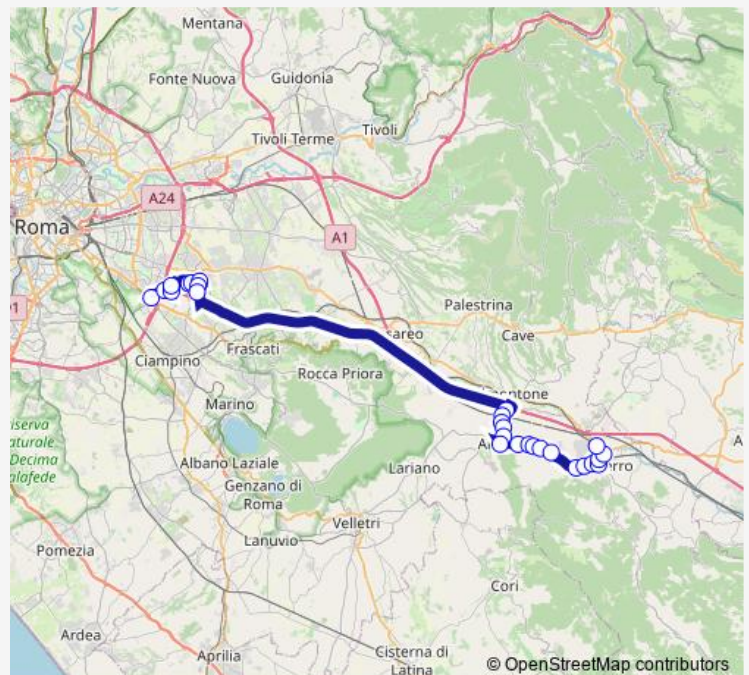 Mentana
Fonte Nuova
Guidonia
Tivoli Terme
Tivoli
A24
Roma
A1
Palestrina
Cave
Frascati
Ciampino
Rocca Priora
Marino
Albano Laziale
Lariano
Genzano di
Roma
Velletri
Lanuvio
Pomezia
Cori
Ardea
Aprilia
Cisterna di
Latina
© OpenStreetMap contributors